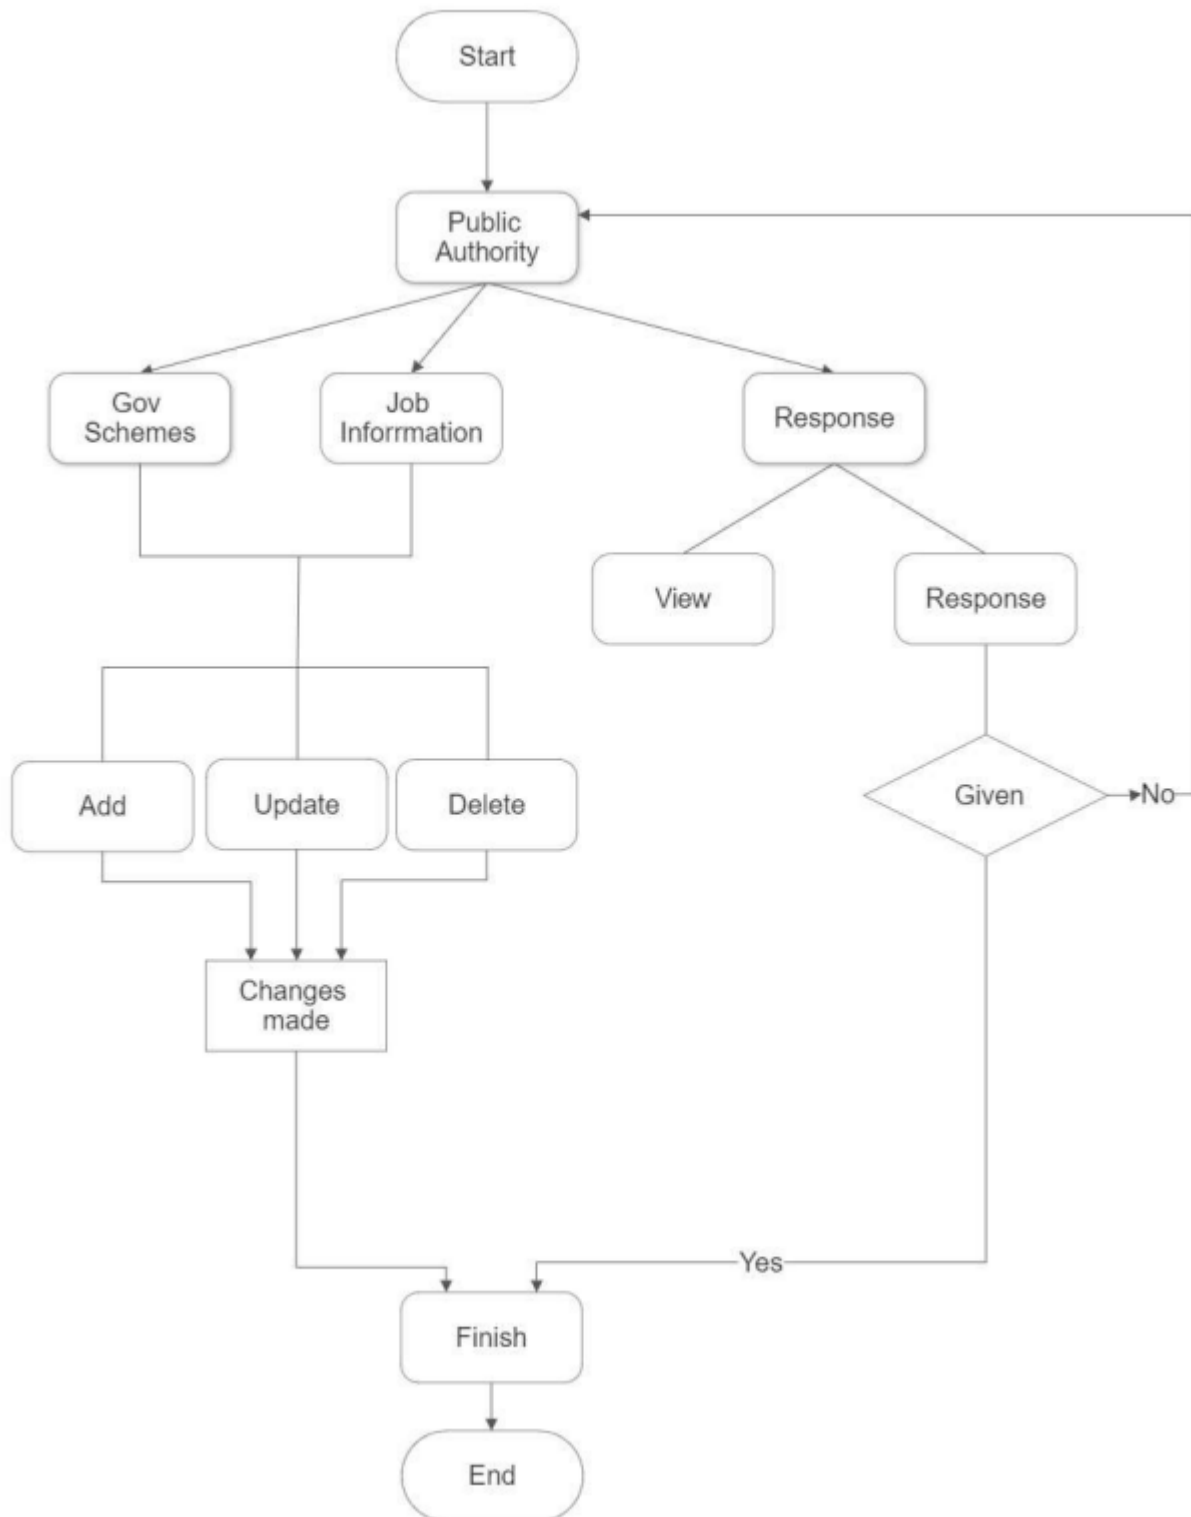 Start
Public
Authority
Gov
Schemes
Job
Inforrmation
Response
View
Response
Add
Update
Delete
Given
No
Changes
made
Yes
Finish
End